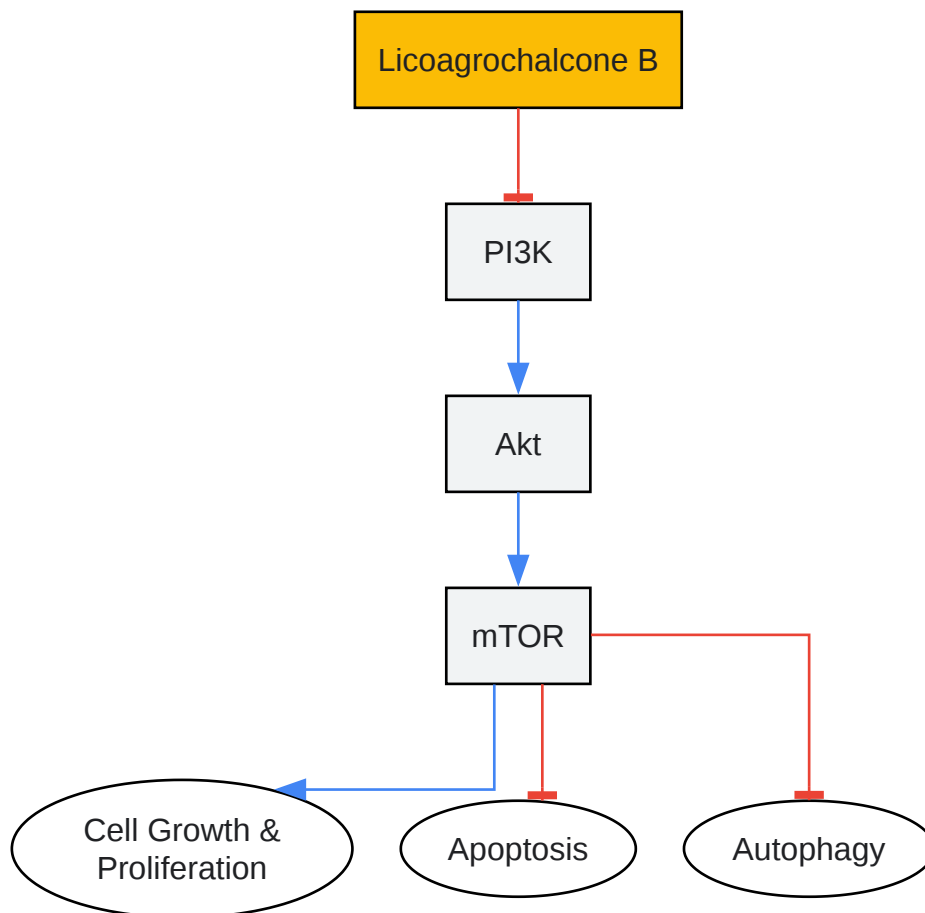 Licoagrochalcone B
PI3K
Akt
mTOR
Cell Growth &
Proliferation
Apoptosis
Autophagy